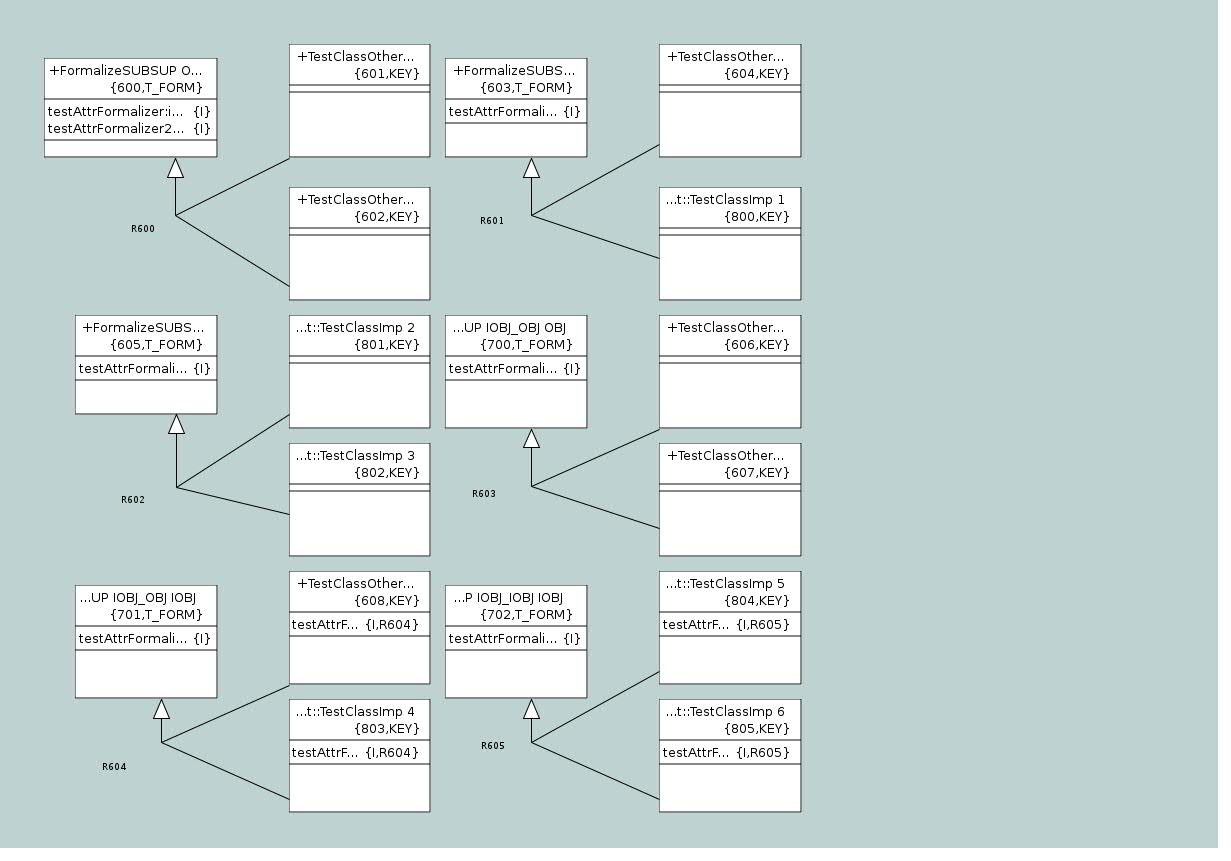 +FormalizeSUBSUP O...
{600,T_FORM}
testAttrFormalizer:i... {I}
testAttrFormalizer2... {I}
+TestClassOther...
{601,KEY}
+TestClassOther...
{602,KEY}
R600
+FormalizeSUBS...
{603,T_FORM}
testAttrFormali... {I}
+TestClassOther...
{604,KEY}
...t::TestClassImp 1
{800,KEY}
R601
+FormalizeSUBS...
{605,T_FORM}
testAttrFormali... {I}
...t::TestClassImp 2
{801,KEY}
...t::TestClassImp 3
{802,KEY}
R602
...UP IOBJ_OBJ OBJ
{700,T_FORM}
testAttrFormali... {I}
+TestClassOther...
{606,KEY}
+TestClassOther...
{607,KEY}
R603
...UP IOBJ_OBJ IOBJ
{701,T_FORM}
testAttrFormali... {I}
+TestClassOther...
{608,KEY}
testAttrF... {I,R604}
...t::TestClassImp 4
{803,KEY}
testAttrF... {I,R604}
R604
...P IOBJ_IOBJ IOBJ
{702,T_FORM}
testAttrFormali... {I}
...t::TestClassImp 5
{804,KEY}
testAttrF... {I,R605}
...t::TestClassImp 6
{805,KEY}
testAttrF... {I,R605}
R605